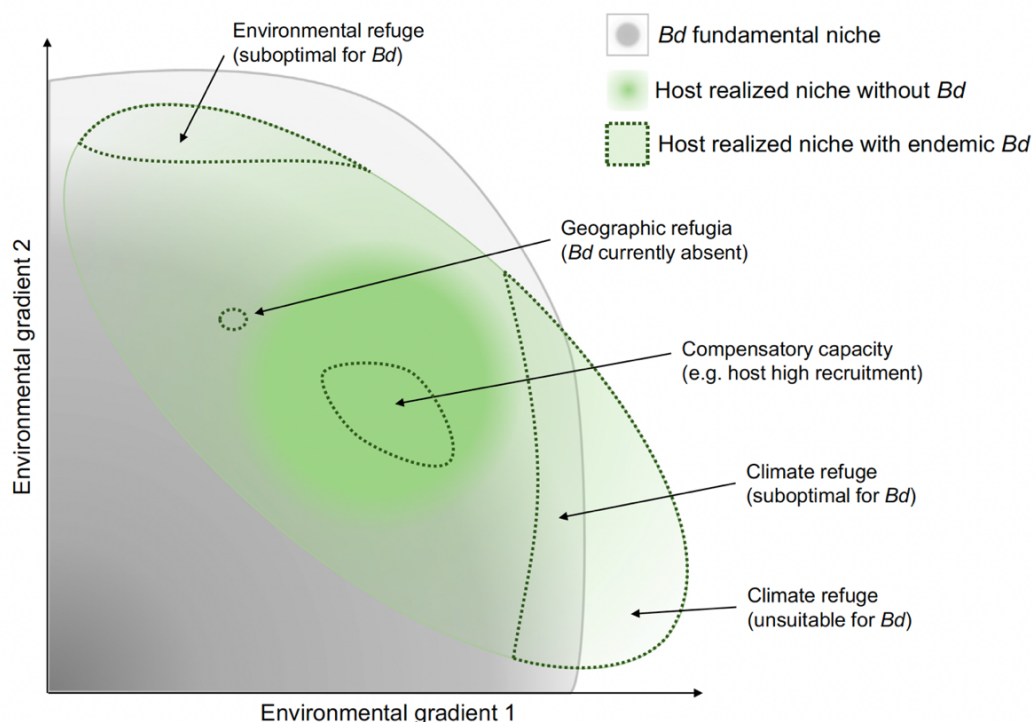 Environmental refuge
(suboptimal for Bd)
Bd fundamental niche
Host realized niche without Bd
Host realized niche with endemic Bd
Geographic refugia
(Bd currently absent)
Compensatory capacity
(e.g. host high recruitment)
Climate refuge
(suboptimal for Bd)
Climate refuge
(unsuitable for Bd)
Environmental gradient 2
Environmental gradient 1